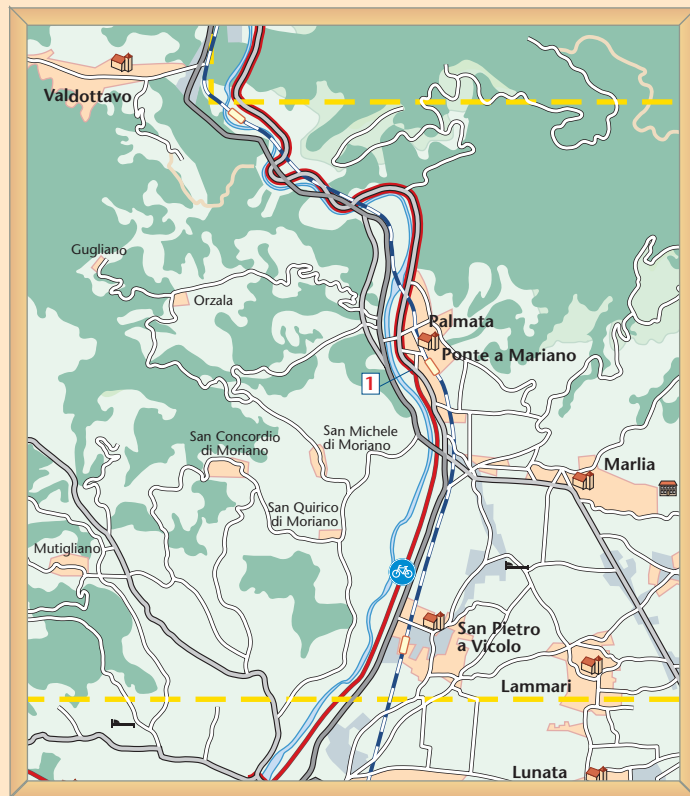 Valdottavo
Gugliano
Orzala
Palmata
Ponte a Mariano
1
San Michele
di Moriano
San Concordio
di Moriano
Marlia
San Quirico
di Moriano
Mutigliano
San Pietro
a Vicolo
Lammari
Lunata